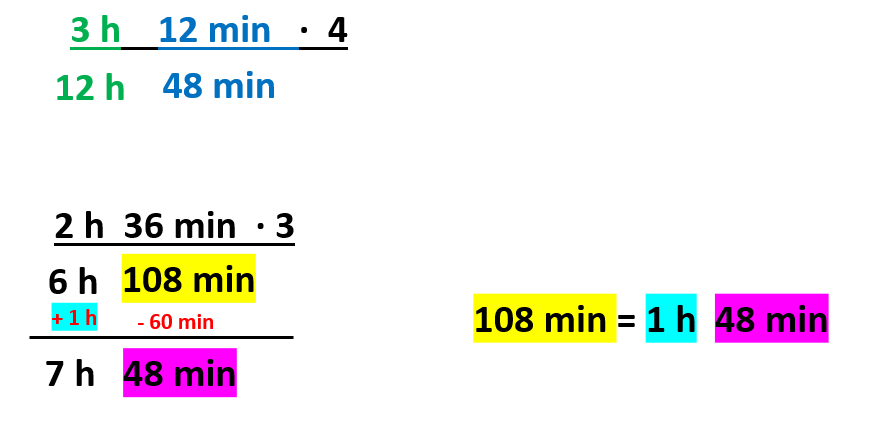 3 h 12 min · 4
12 h 48 min
2 h 36 min · 3
6 h 108 min
+ 1 h - 60 min
108 min = 1 h 48 min
7 h 48 min